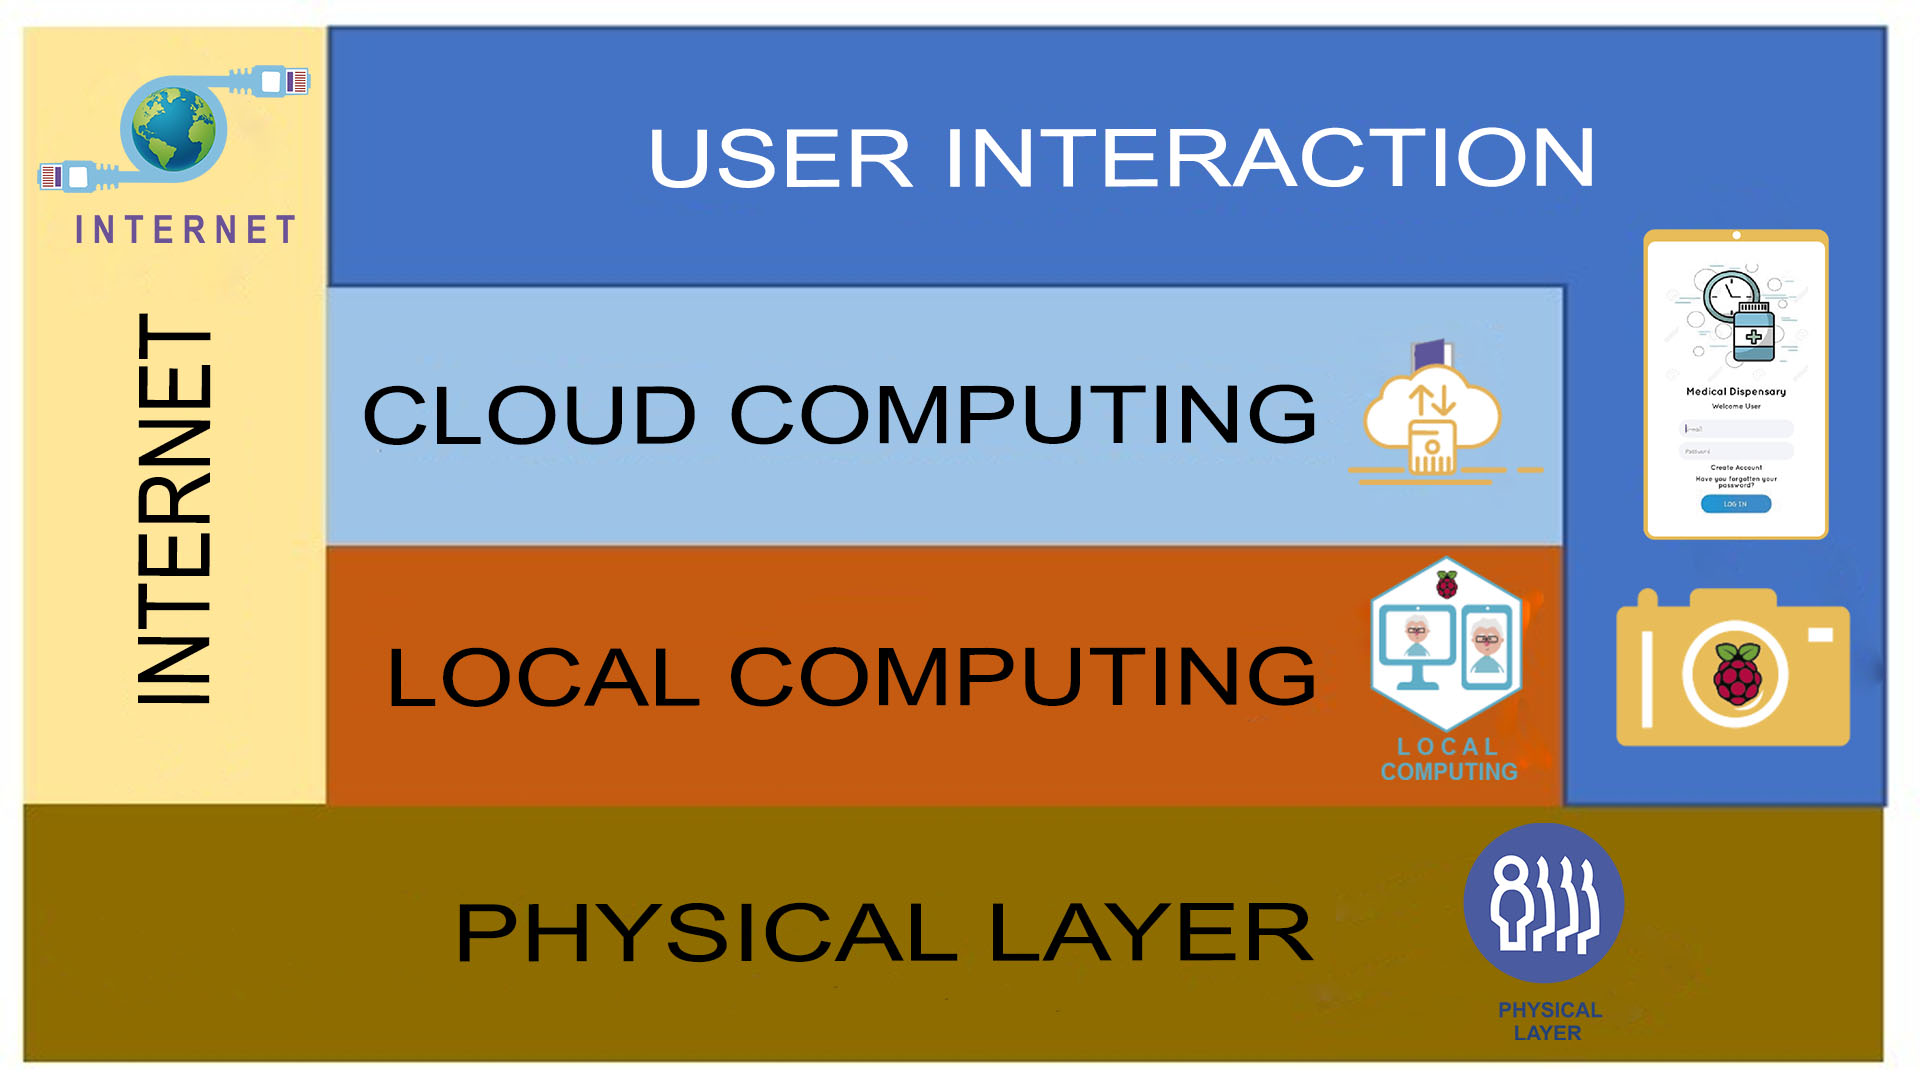 INTERNET
INTERNET
USER INTERACTION
CLOUD COMPUTING
LOCAL COMPUTING
LOCAL
COMPUTING
Medical Dispensary
Welcome User
Password
Create Account
Have you forgotten your
password?
LOG IN
PHYSICAL LAYER
PHYSICAL
LAYER